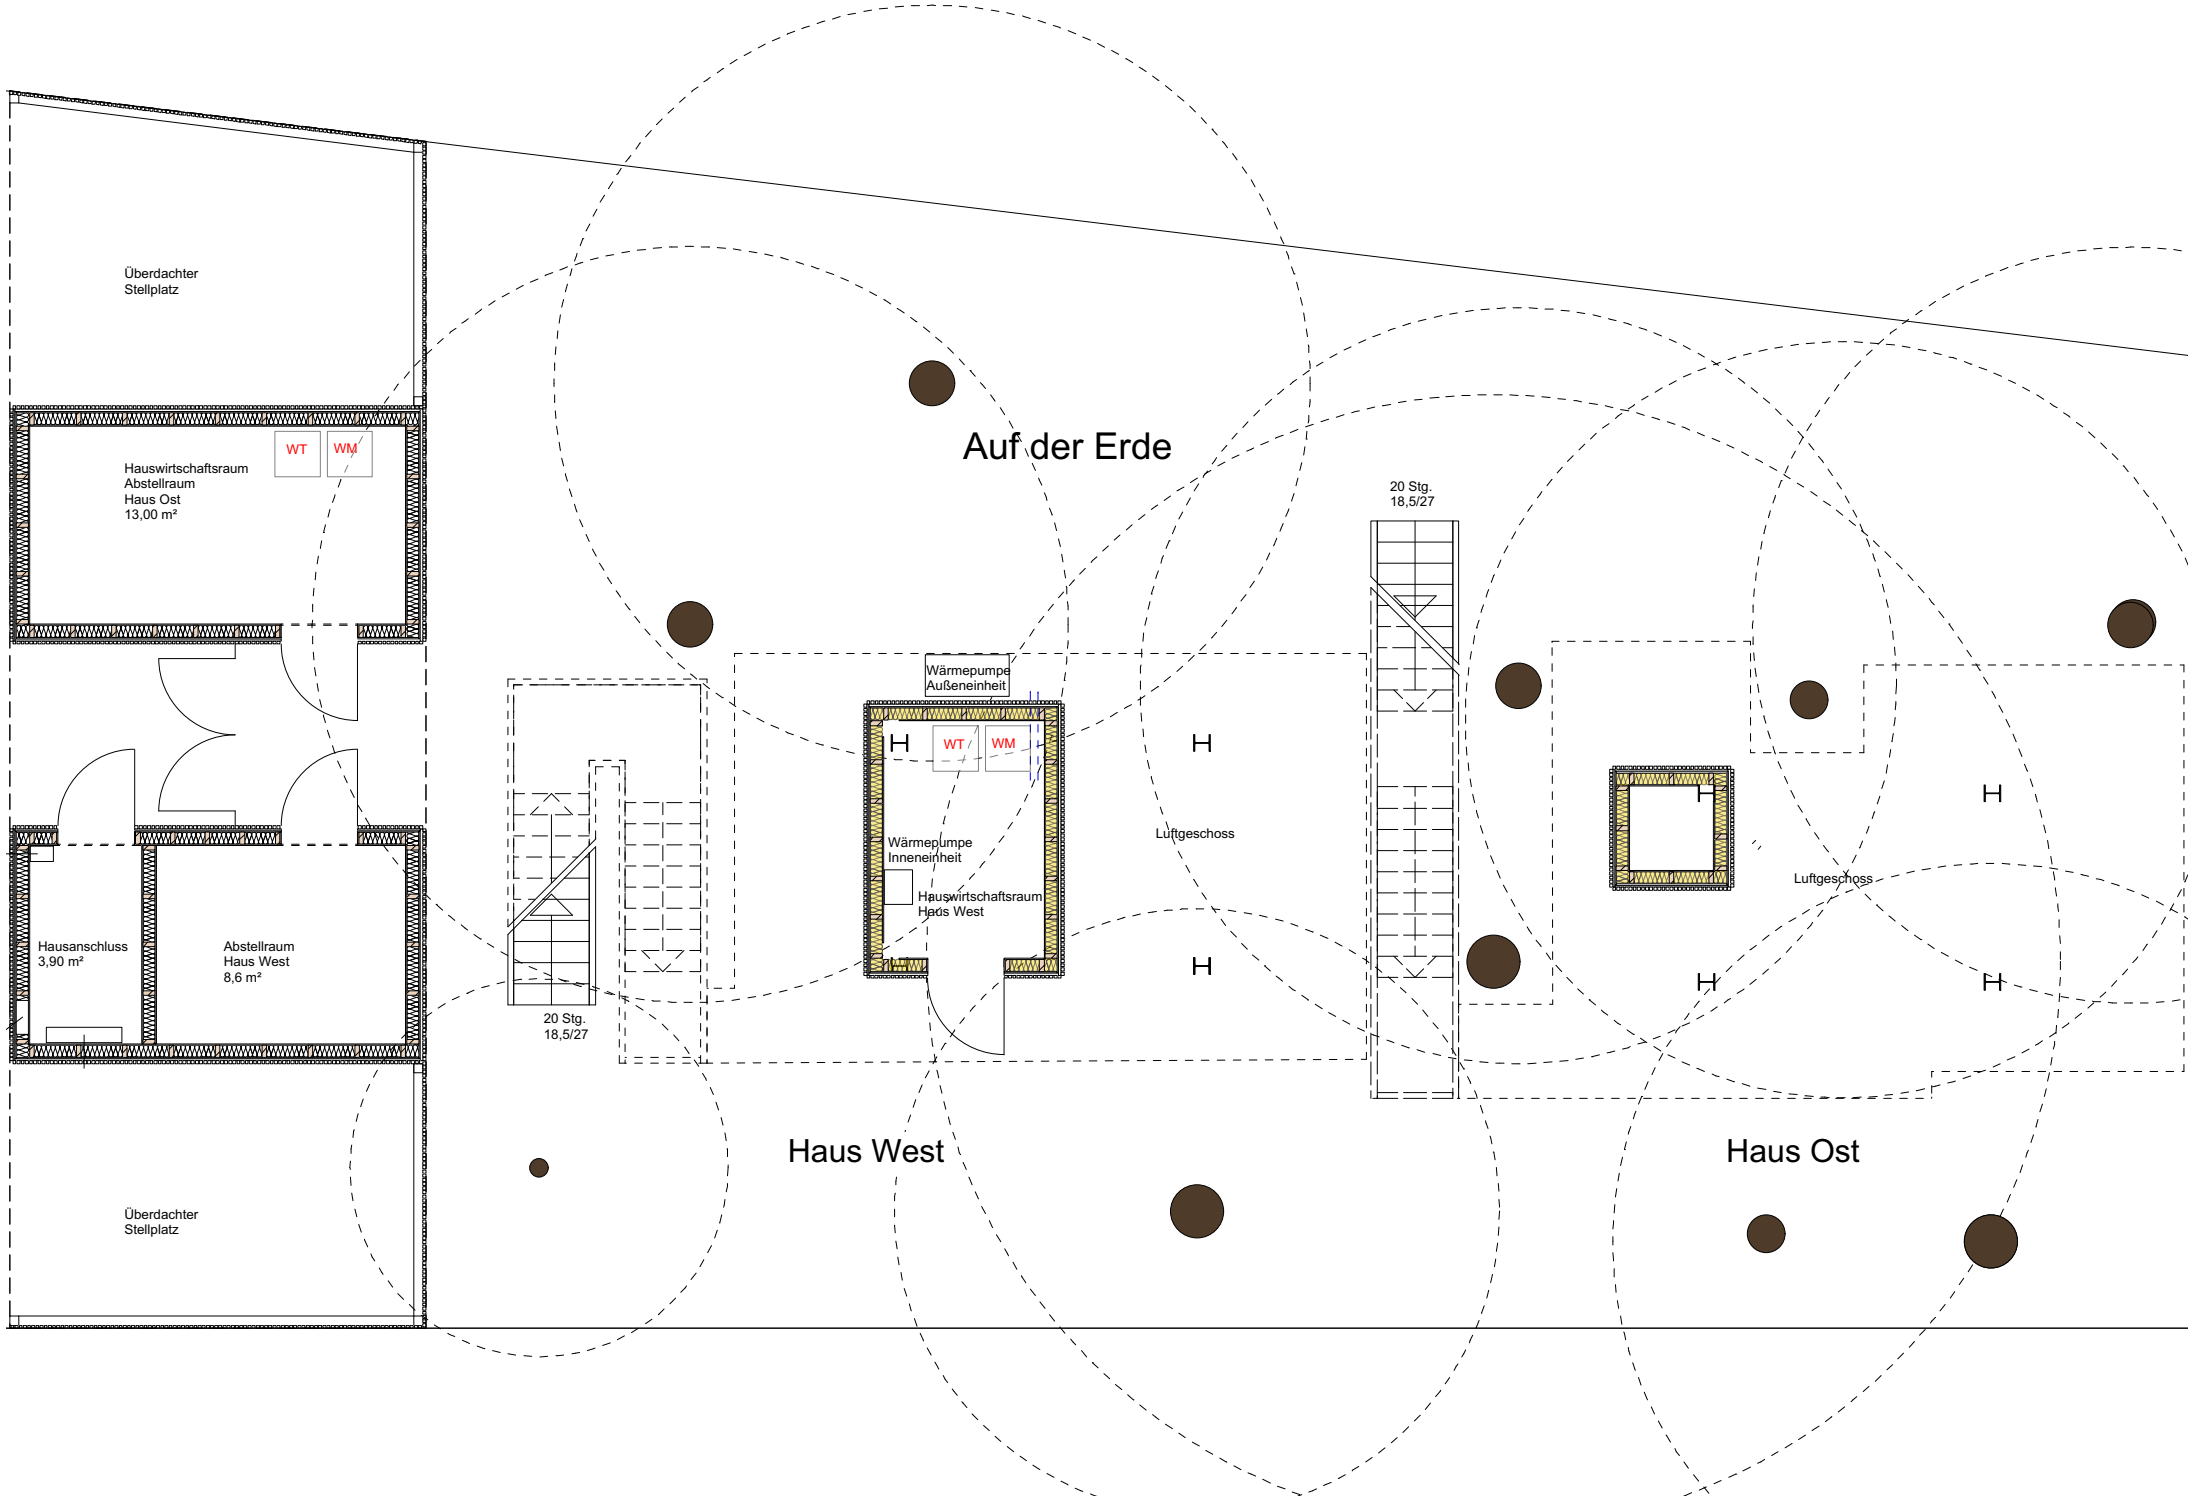 Überdachter
Stellplatz
Auf der Erde
WT WM
Hauswirtschaftsraum
Abstellraum
Haus Ost
13,00 m²
20 Stg.
18,5/27
Wärmepumpe
Außeneinheit
WT WM
Wärmepumpe
Inneneinheit
Hauswirtschaftsraum
Haus West
Luftgeschoss
Luftgeschoss
Hausanschluss
3,90 m²
Abstellraum
Haus West
8,6 m²
20 Stg.
18,5/27
Haus West
Haus Ost
Überdachter
Stellplatz